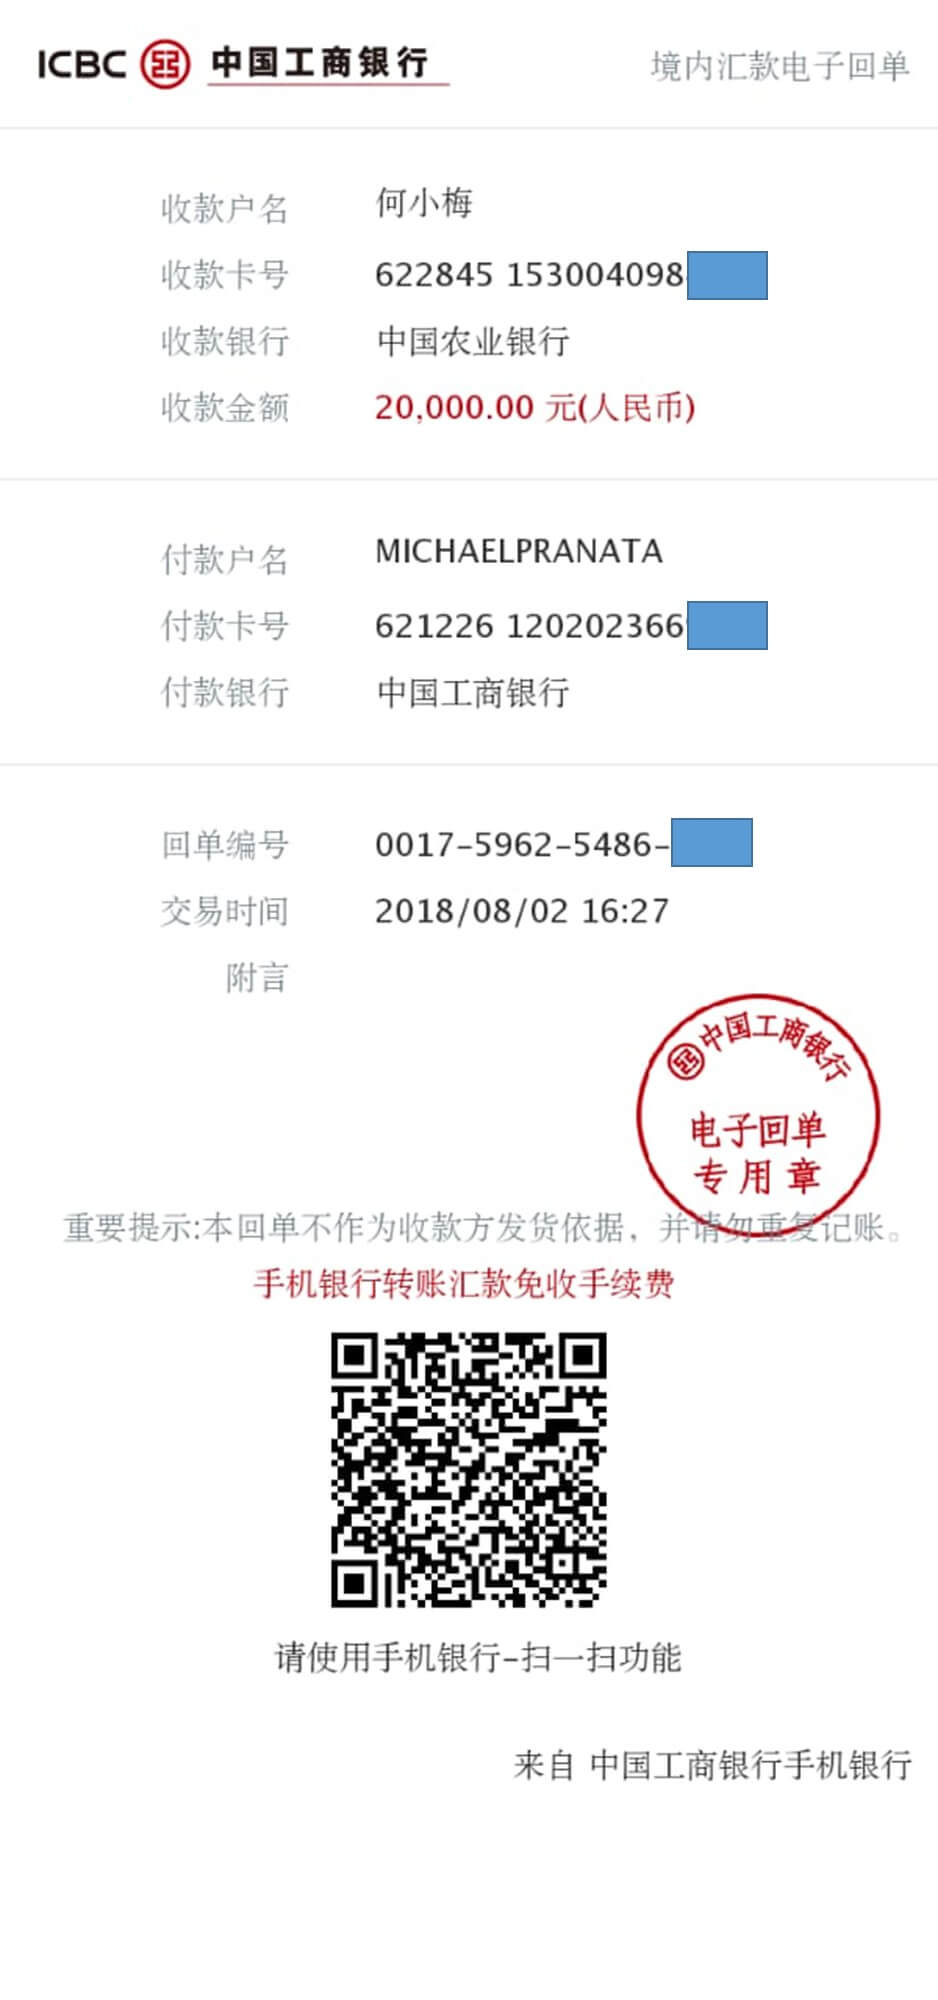 ICBC 中国工商银行 境内汇款电子回单
收款户名 何小梅
收款卡号 622845 153004098
收款银行 中国农业银行
收款金额 20,000.00 元(人民币)
付款户名 MICHAELPRANATA
付款卡号 621226 120202366
付款银行 中国工商银行
回单编号 0017-5962-5486-
交易时间 2018/08/02 16:27
附言
中国工商银行
电子回单
专用章
重要提示:本回单不作为收款方发货依据，并请勿重复记账。
手机银行转账汇款免收手续费
请使用手机银行-扫一扫功能
来自 中国工商银行手机银行